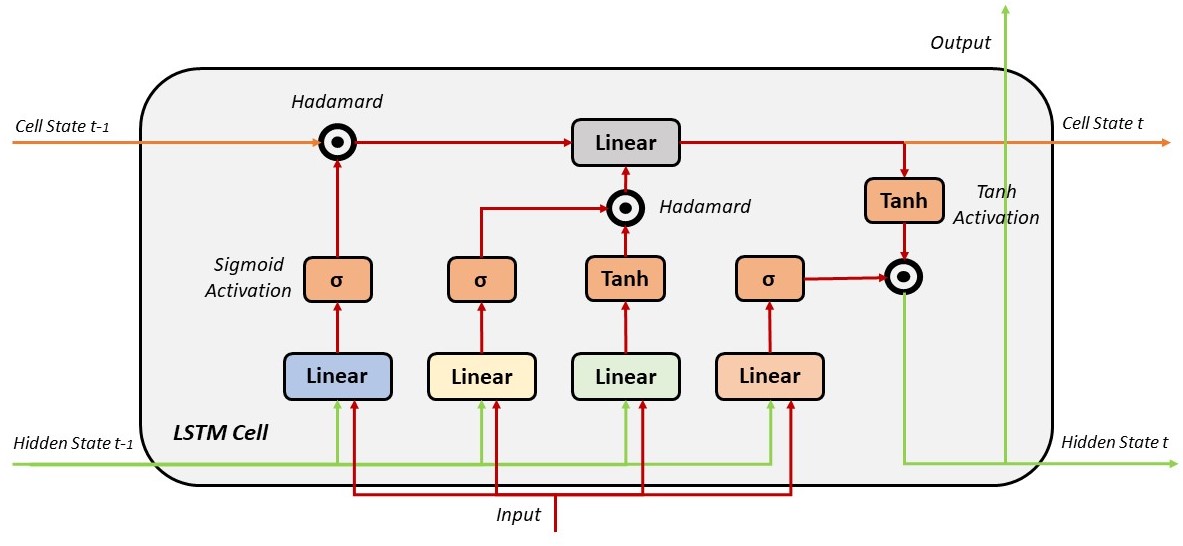 Output
Hadamard
Cell State t-1
Cell State t
Linear
Hadamard
Tanh
Tanh
Activation
Sigmoid
Activation
σ
σ
Tanh
σ
Linear
Linear
Linear
Linear
LSTM Cell
Hidden State t-1
Hidden State t
Input